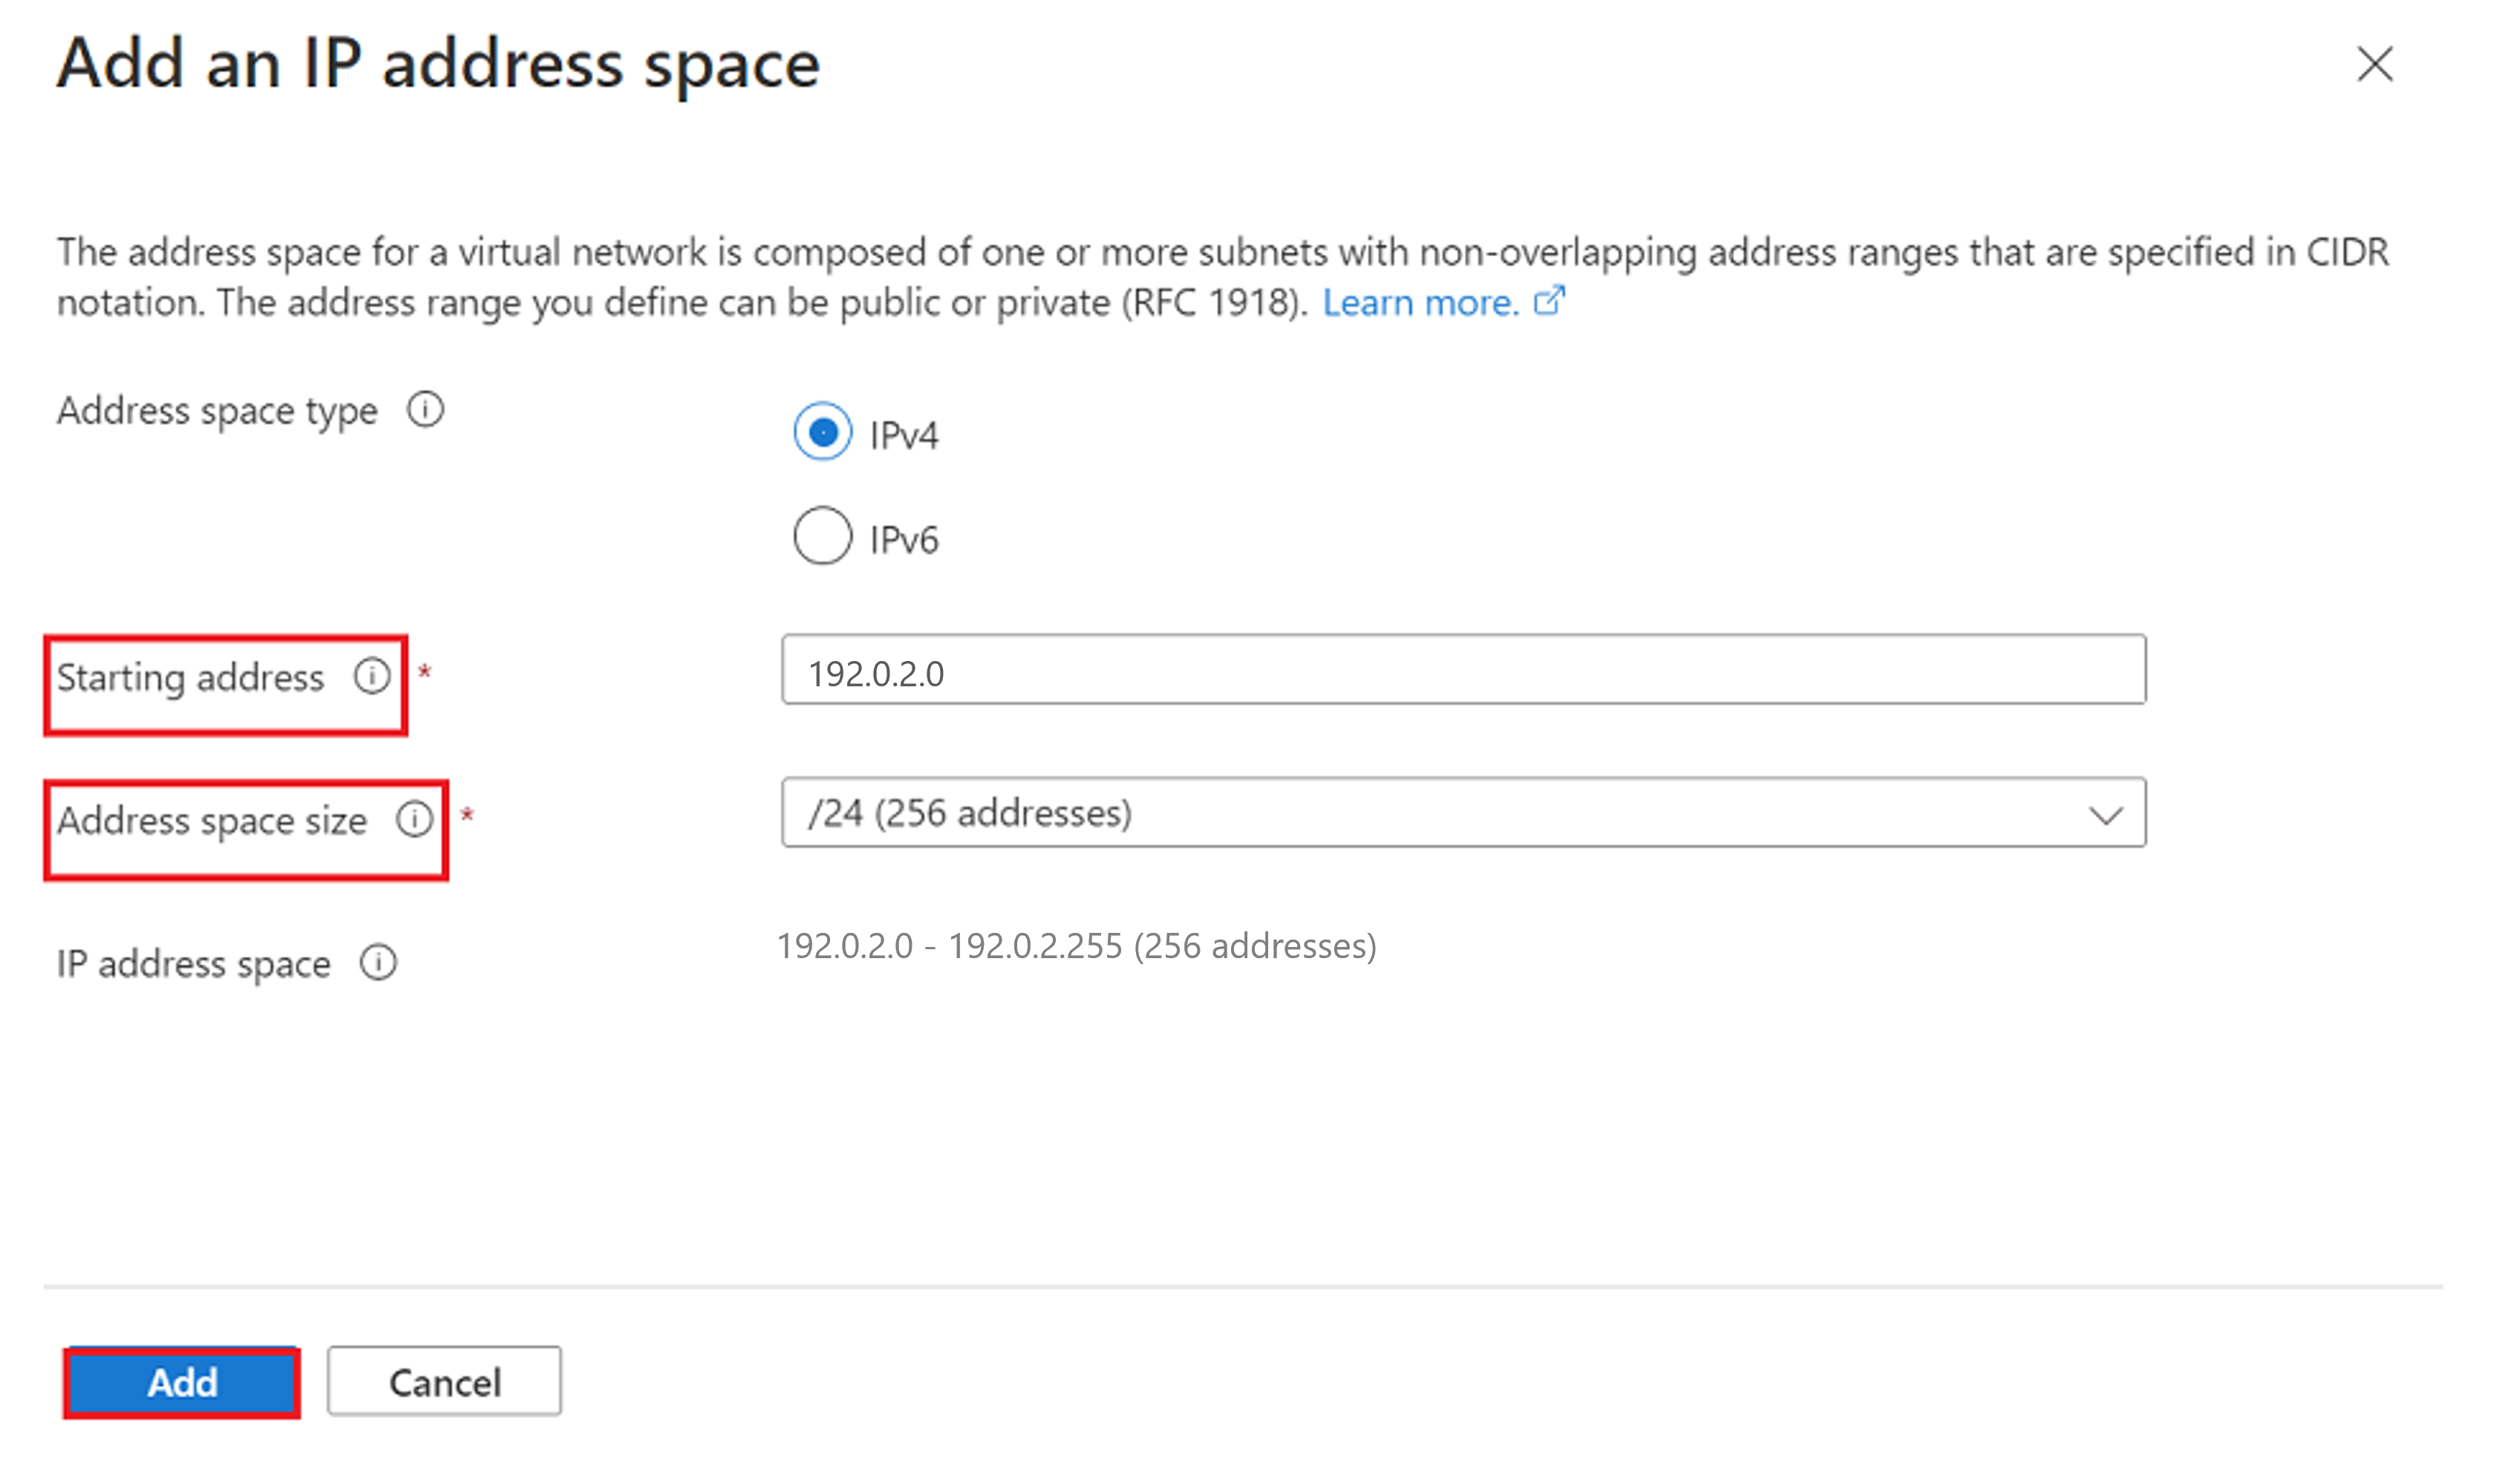 Add an IP address space
The address space for a virtual network is composed of one or more subnets with non-overlapping address ranges that are specified in CIDR
notation. The address range you define can be public or private (RFC 1918). Learn more.
Address space type
IPv4
IPv6
Starting address *
192.0.2.0
Address space size *
/24 (256 addresses)
IP address space
192.0.2.0 - 192.0.2.255 (256 addresses)
Add
Cancel